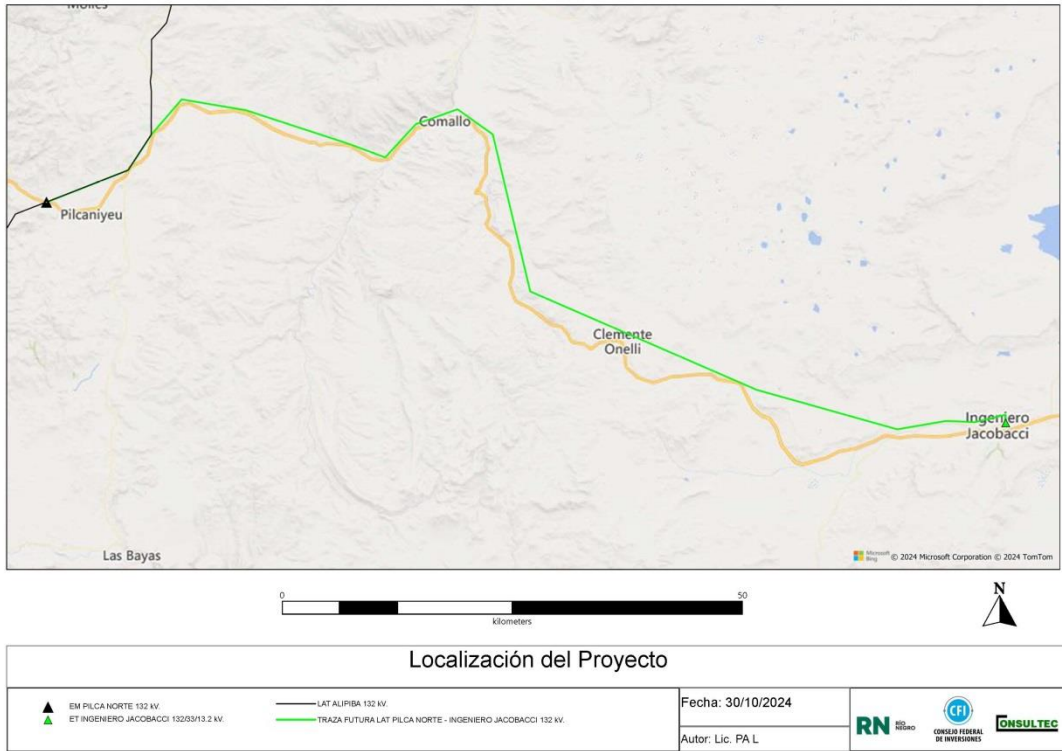 Molles
Comallo
Pilcaniyeu
Clemente
Onelli
Ingeniero
Jacobacci
Las Bayas
Microsoft
Bing
© 2024 Microsoft Corporation © 2024 TomTom
0
50
kilometers
N
Localización del Proyecto
EM PILCA NORTE 132 kV.
LAT ALIPIBA 132 kV.
ET INGENIERO JACOBACCI 132/33/13.2 kV.
TRAZA FUTURA LAT PILCA NORTE - INGENIERO JACOBACCI 132 kV.
Fecha: 30/10/2024
Autor: Lic. PA L
RN RÍO
NEGRO
CFI
CONSEJO FEDERAL
DE INVERSIONES
CONSULTEC